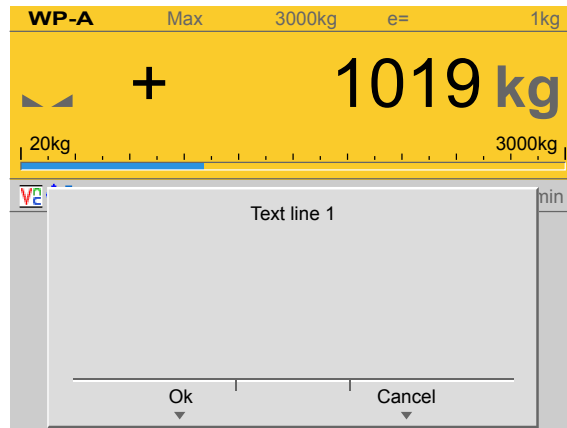 WP-A Max 3000kg e= 1kg
+ 1019 kg
20kg 3000kg
min
Text line 1
Ok Cancel